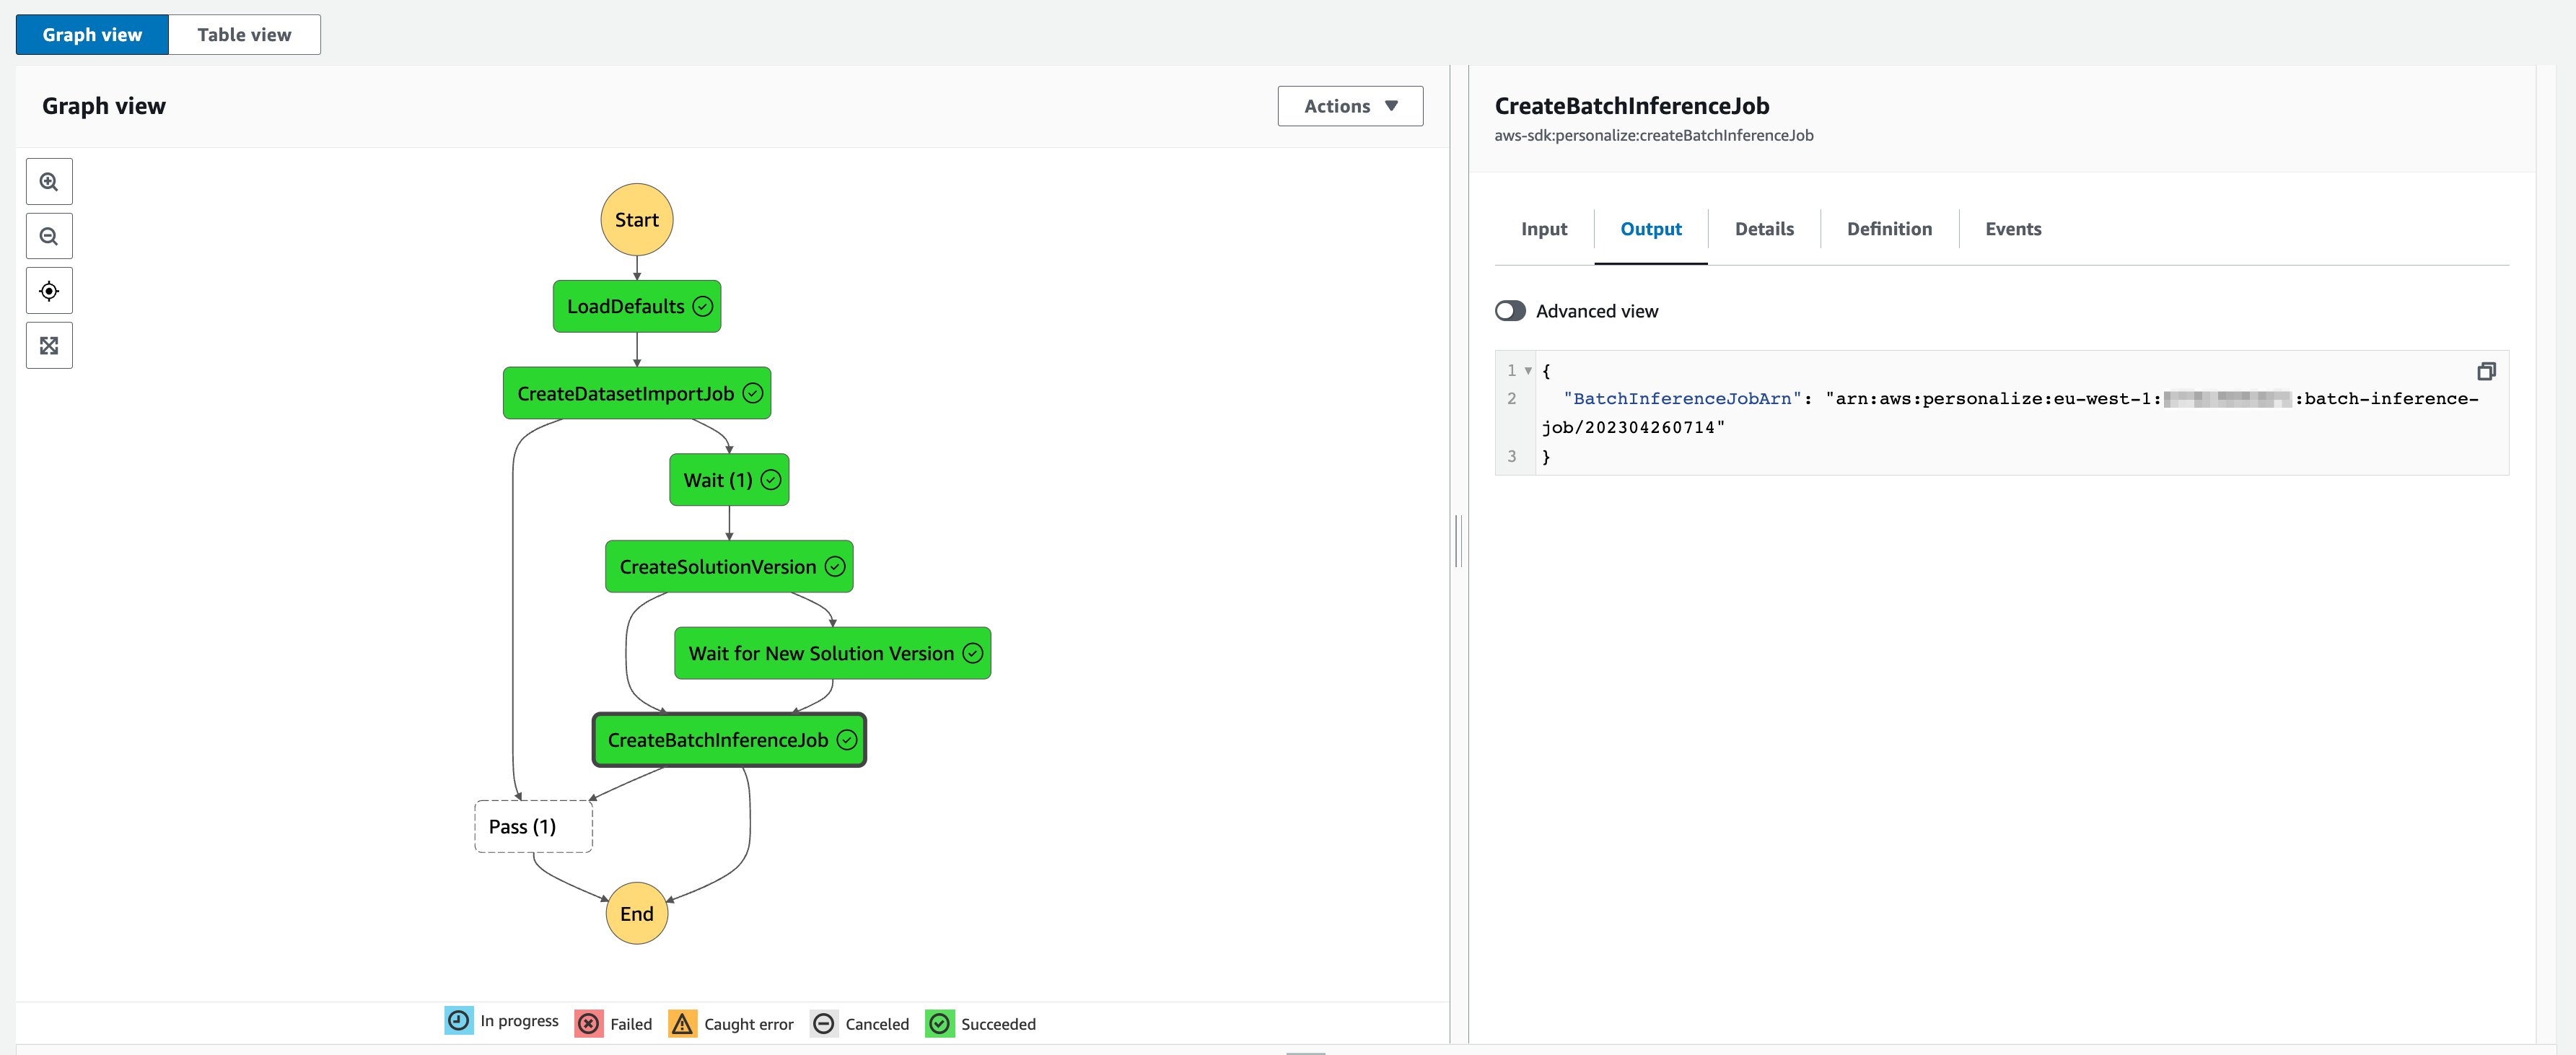 Graph view
Table view
Graph view
Actions
Start
LoadDefaults
CreateDatasetImportJob
Wait (1)
CreateSolutionVersion
Wait for New Solution Version
CreateBatchInferenceJob
Pass (1)
End
In progress
Failed
Caught error
Canceled
Succeeded
CreateBatchInferenceJob
aws-sdk:personalize:createBatchInferenceJob
Input
Output
Details
Definition
Events
Advanced view
1 {
2 "BatchInferenceJobArn": "arn:aws:personalize:eu-west-1: :batch-inference-
job/202304260714"
3 }